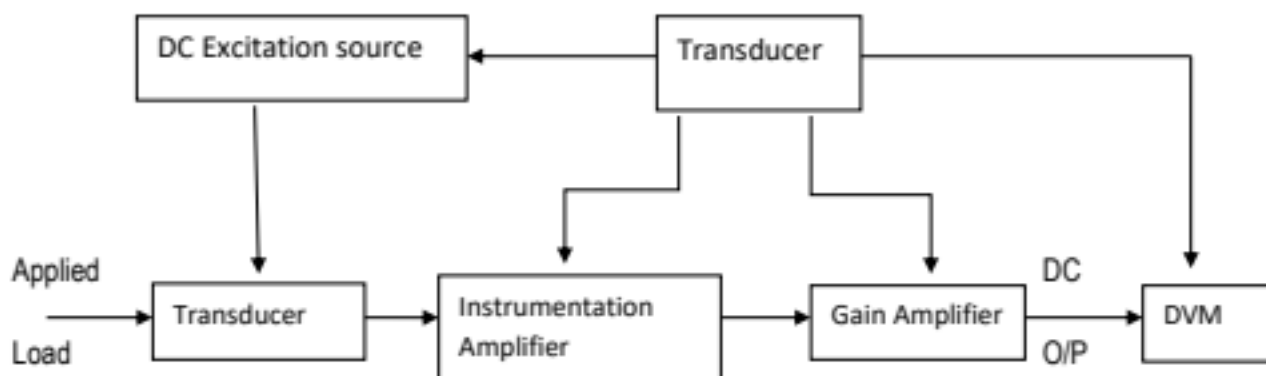 DC Excitation source
Transducer
Applied
Load
Transducer
Instrumentation
Amplifier
Gain Amplifier
DC
O/P
DVM